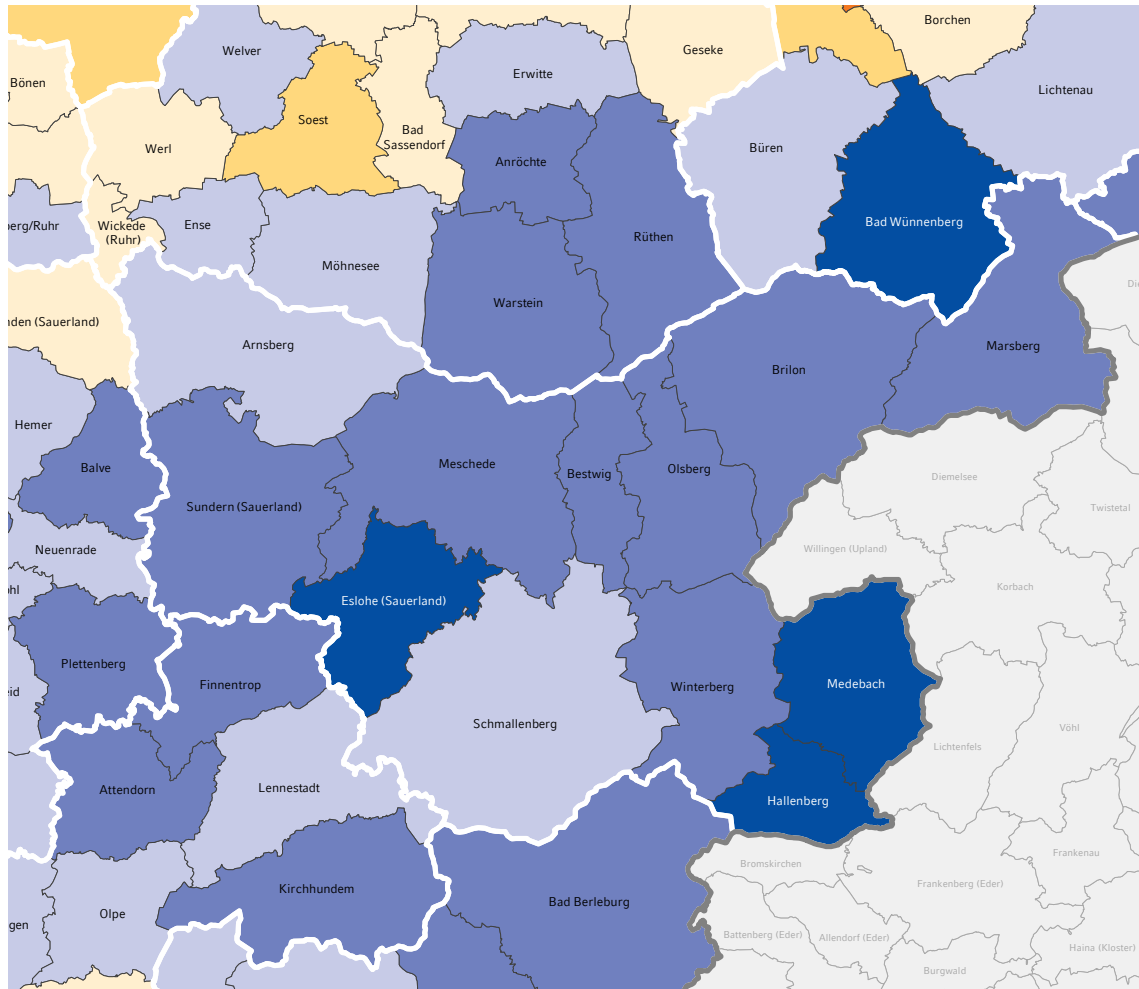 Borchen
Welver
Geseke
Erwitte
Bönen
Lichtenau
Soest
Bad
Sassendorf
Werl
Büren
Anröchte
Bad Wünnenberg
Ense
Wickede
(Ruhr)
berg/Ruhr
Rüthen
Möhnesee
Warstein
nden (Sauerland)
Arnsberg
Marsberg
Brilon
Hemer
Meschede
Balve
Olsberg
Bestwig
Diemelsee
Sundern (Sauerland)
Twistetal
Neuenrade
Willingen (Upland)
Korbach
ohl
Eslohe (Sauerland)
Plettenberg
Finnentrop
Winterberg
Medebach
eid
Schmallenberg
Vöhl
Lichtenfels
Attendorn
Lennestadt
Hallenberg
Frankenau
Bromskirchen
Kirchhundem
Frankenberg (Eder)
Bad Berleburg
Olpe
gen
Battenberg (Eder)
Allendorf (Eder)
Haina (Kloster)
Burgwald